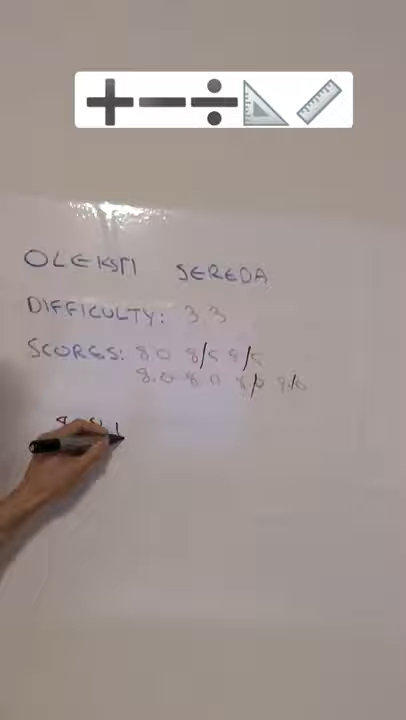 OLEKSII SEREDA
DIFFICULTY: 3.3
SCORES: 8.0 8/5 8/5
8.0 8.0